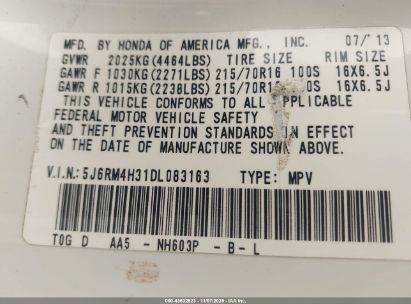 MFD. BY HONDA OF AMERICA MFG., INC. 07/13
GVWR 2025KG(4464LBS) TIRE SIZE RIM SIZE
GAWR F 1030KG(2271LBS) 215/70R16 100S 16X6.5J
GAWR R 1015KG(2238LBS) 215/70R1 100S 16X6.5J
THIS VEHICLE CONFORMS TO ALL APPLICABLE
FEDERAL MOTOR VEHICLE SAFETY
AND THEFT PREVENTION STANDARDS IN EFFECT
ON THE DATE OF MANUFACTURE SHOWN ABOVE.
V.I.N.: 5J6RM4H31DL083163 TYPE: MPV
T0G D AA5 - NH603P - B - L